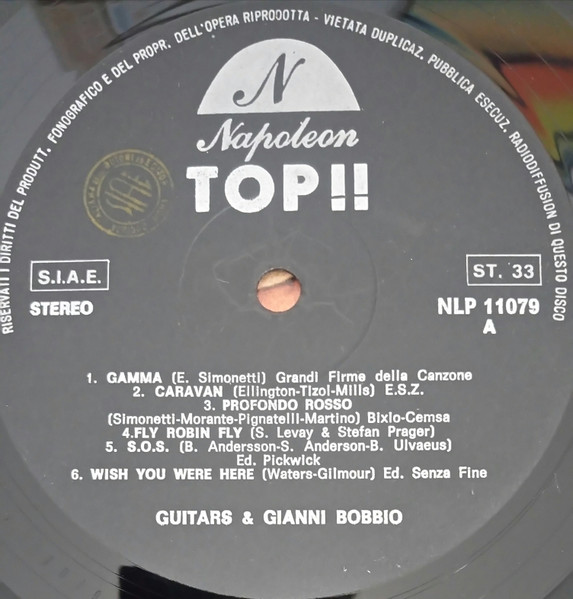 RISERVATI I DIRITTI DEL PRODUTT. FONOGRAFICO E DEL PROPR. DELL'OPERA RIPRODOTTA - VIETATA DUPLICAZ. PUBBLICA ESECUZ. RADIODIFFUSION DI QUESTO DISCO
N
Napoleon
TOP!!
S.I.A.E.
ST. 33
STEREO
NLP 11079
A
1. GAMMA (E. Simonetti) Grandi Firme della Canzone
2. CARAVAN (Ellington-Tizol-Mills) E.S.Z.
3. PROFONDO ROSSO
(Simonetti-Morante-Pignatelli-Martino) Bixio-Cemsa
4.FLY ROBIN FLY (S. Levay & Stefan Prager)
5. S.O.S. (B. Andersson-S. Anderson-B. Ulvaeus)
Ed. Pickwick
6. WISH YOU WERE HERE (Waters-Gilmour) Ed. Senza Fine
GUITARS & GIANNI BOBBIO